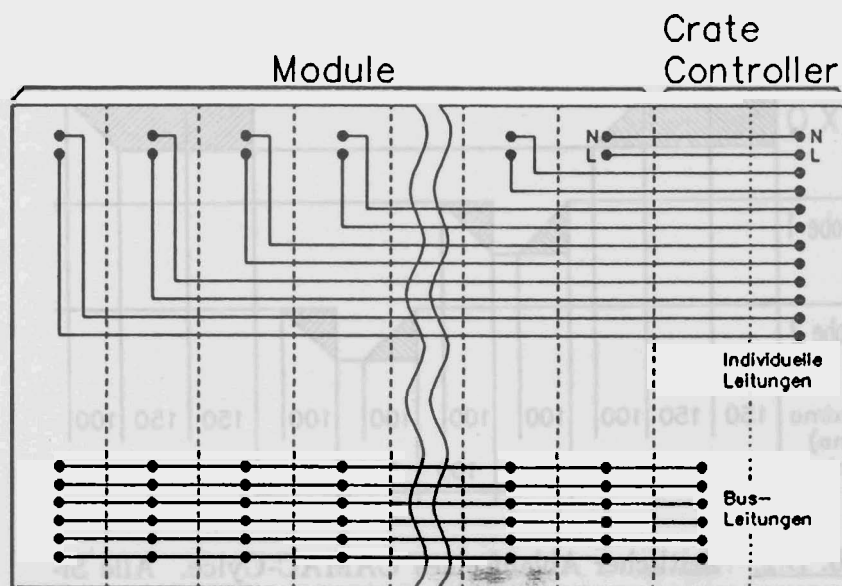 Crate
Module Controller
N N
L L
Individuelle
Leitungen
Bus-
Leitungen